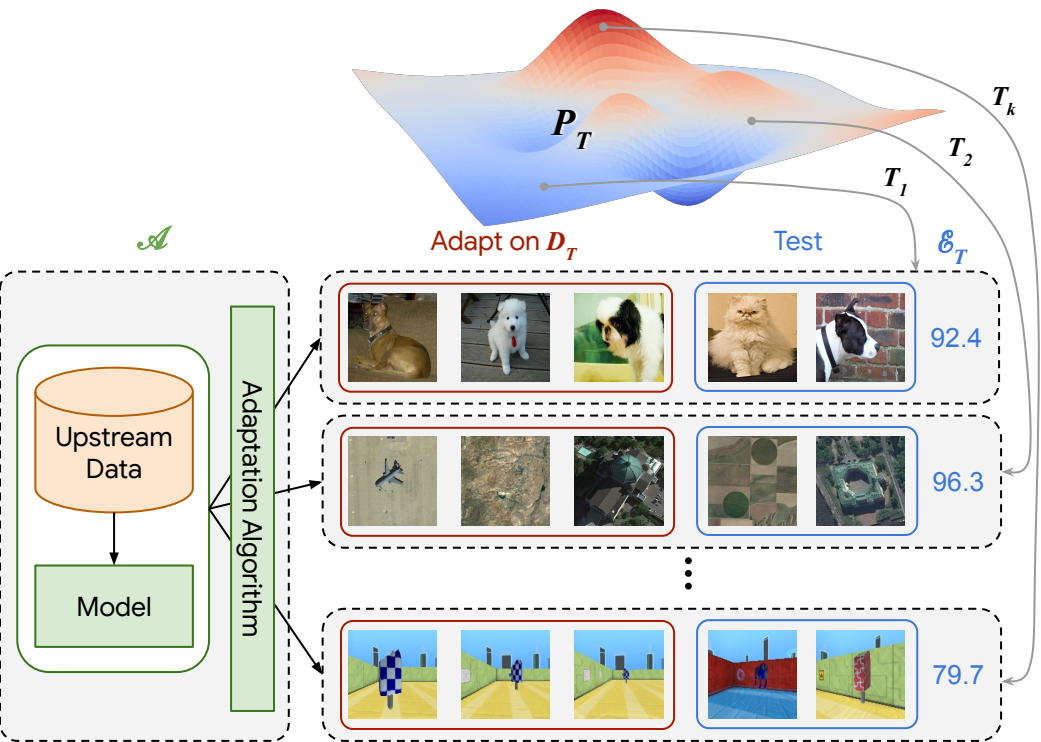 P_T
T_k
T_2
T_1
𝒜
Adapt on D_T
Test
ℰ_T
Upstream
Data
Model
Adaptation Algorithm
92.4
96.3
79.7